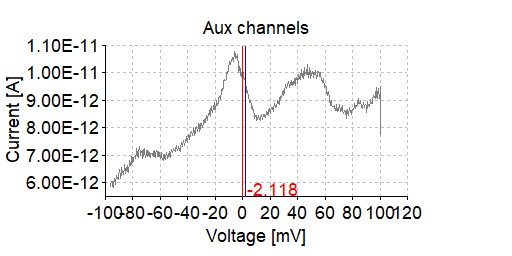 Aux channels
Current [A]
1.10E-11
1.00E-11
9.00E-12
8.00E-12
7.00E-12
6.00E-12
-2.118
-100-80 -60 -40 -20 0 20 40 60 80 100 120
Voltage [mV]